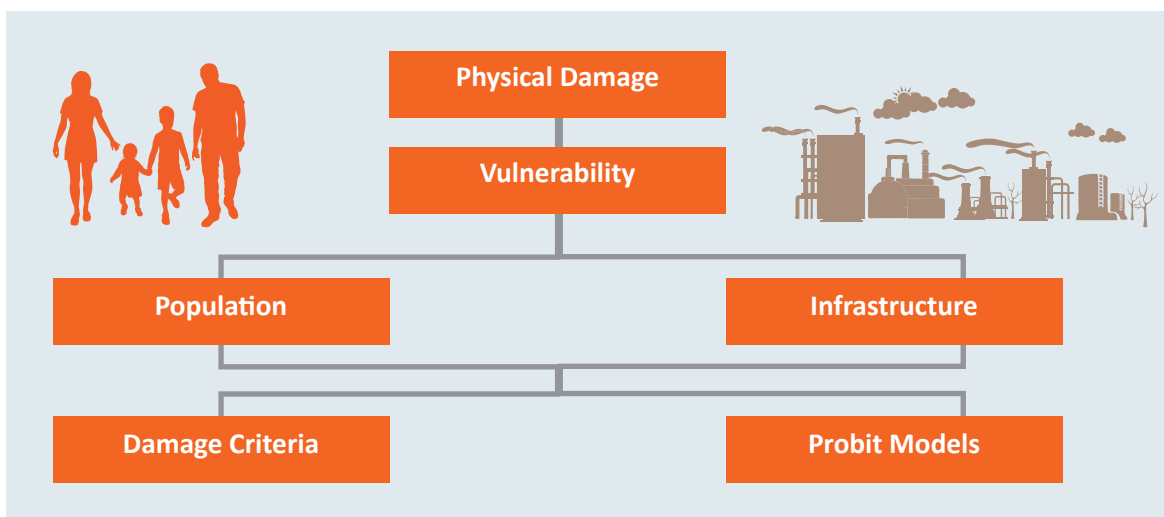 Physical Damage
Vulnerability
Population
Infrastructure
Damage Criteria
Probit Models